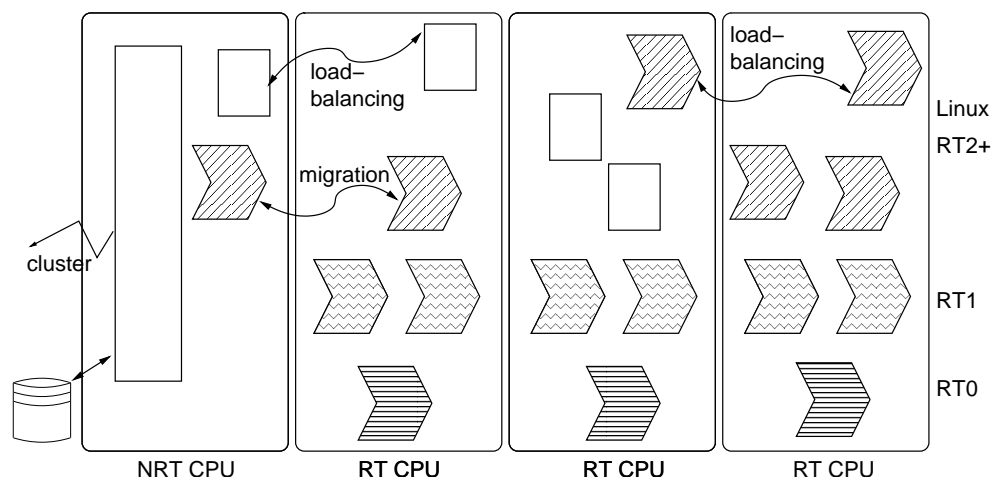 load–
balancing
load–
balancing
Linux
RT2+
migration
cluster
RT1
RT0
NRT CPU
RT CPU
RT CPU
RT CPU